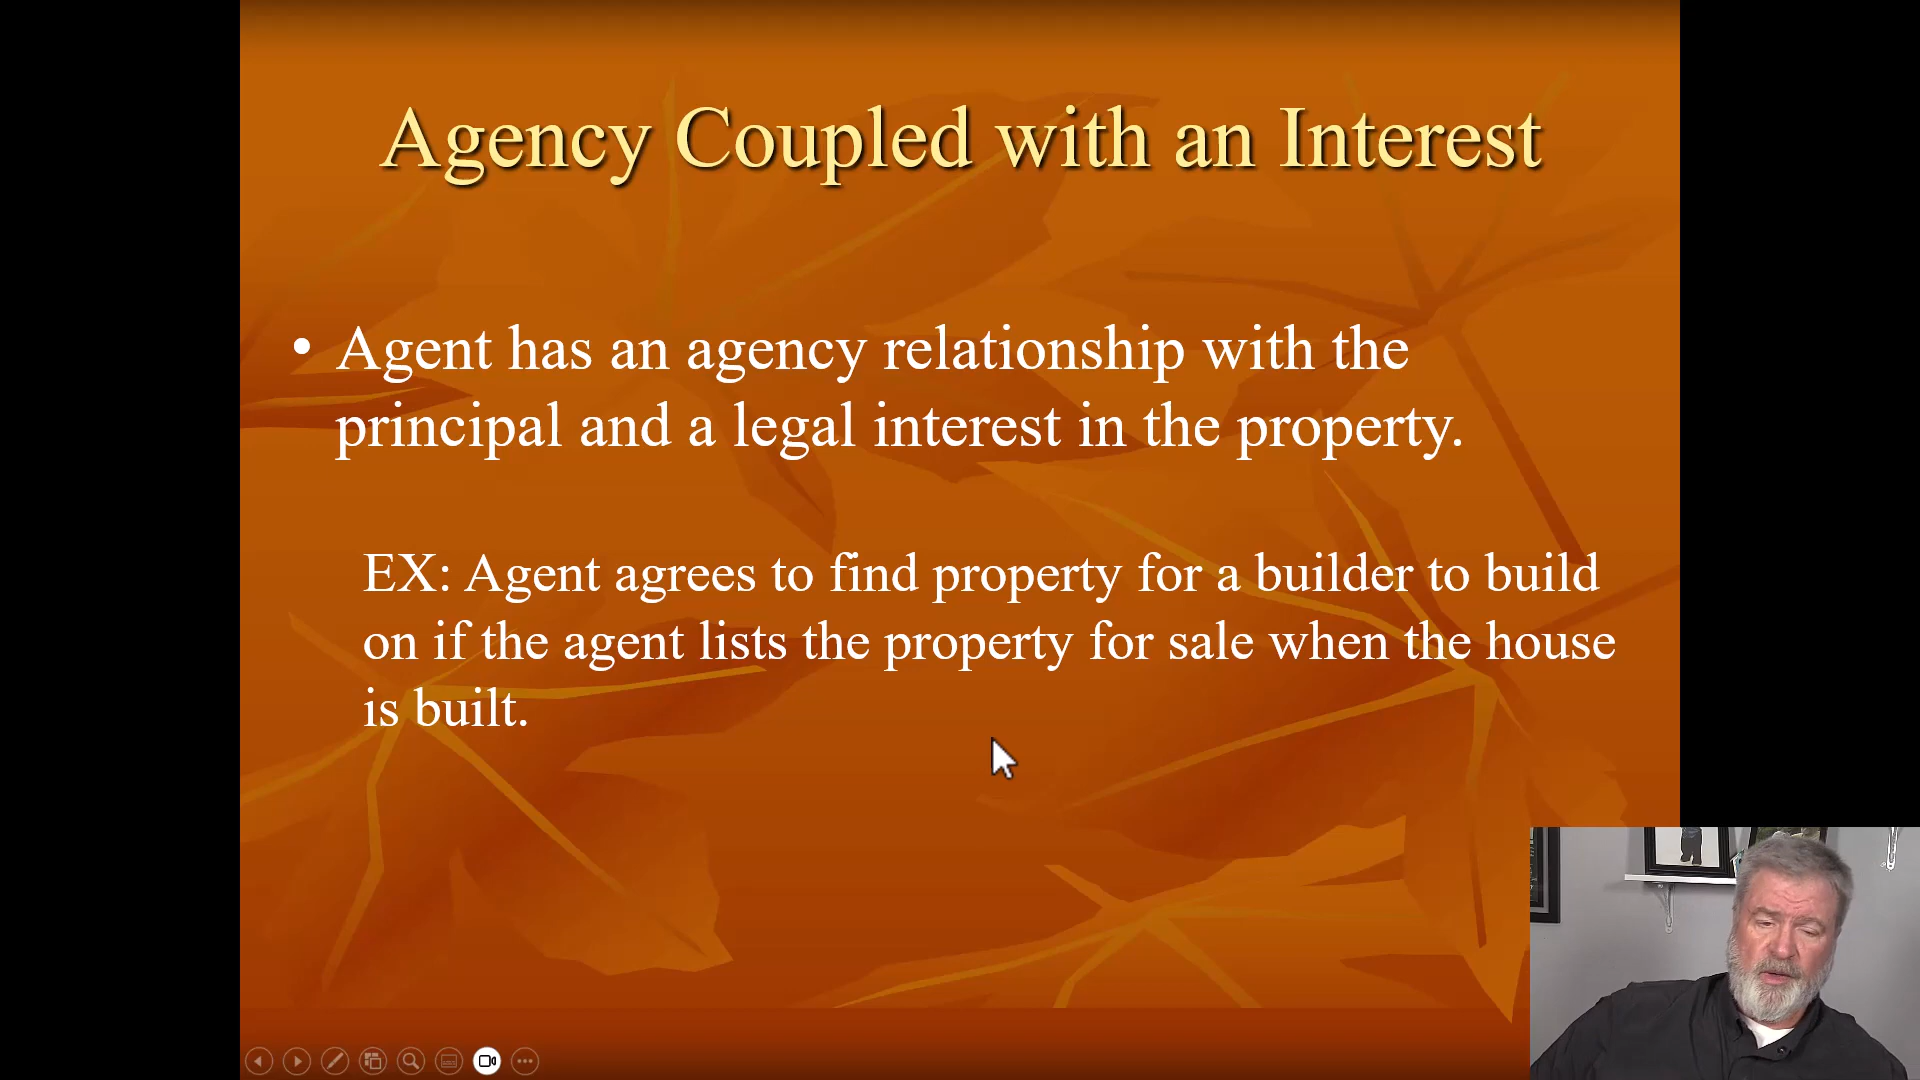 Agency Coupled with an Interest
• Agent has an agency relationship with the
principal and a legal interest in the property.
EX: Agent agrees to find property for a builder to build
on if the agent lists the property for sale when the house
is built.